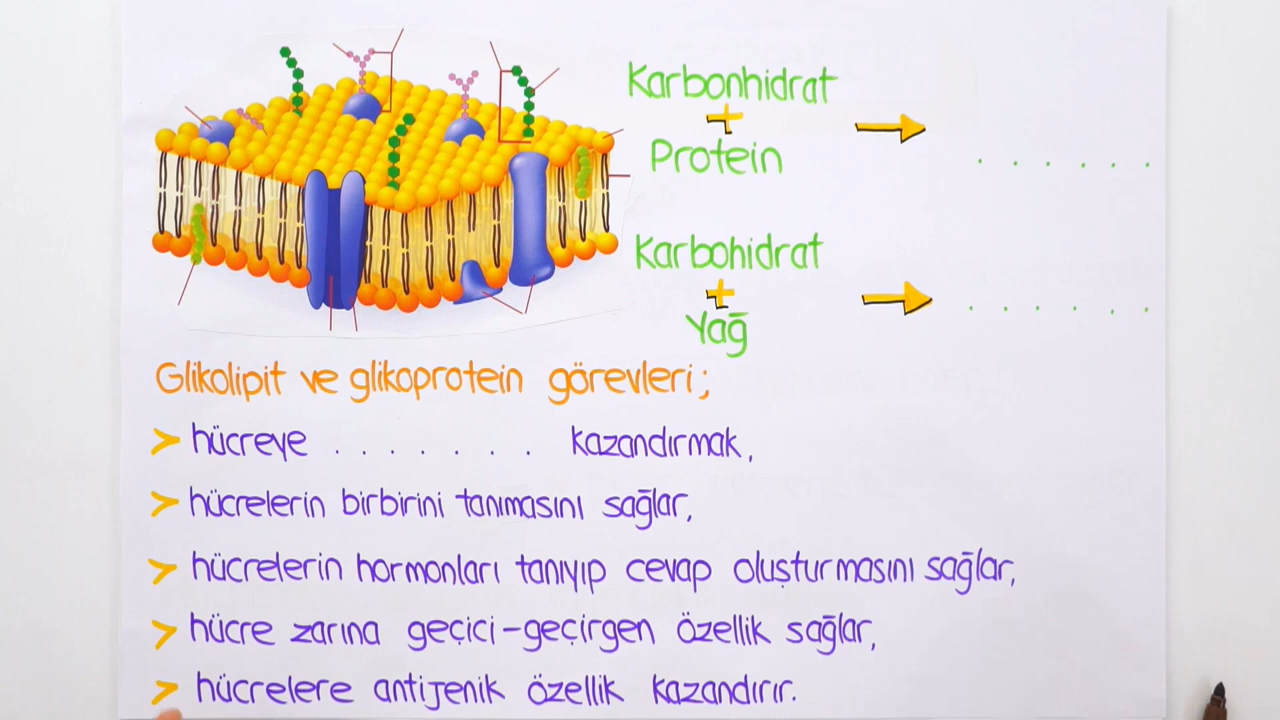 Karbonhidrat
+
Protein
. . . . . .
Karbohidrat
+
Yağ
. . . . . .
Glikolipit ve glikoprotein görevleri;
hücreye . . . . . . . kazandırmak,
hücrelerin birbirini tanımasını sağlar,
hücrelerin hormonları tanıyıp cevap oluşturmasını sağlar,
hücre zarına geçici-geçirgen özellik sağlar,
hücrelere antijenik özellik kazandırır.